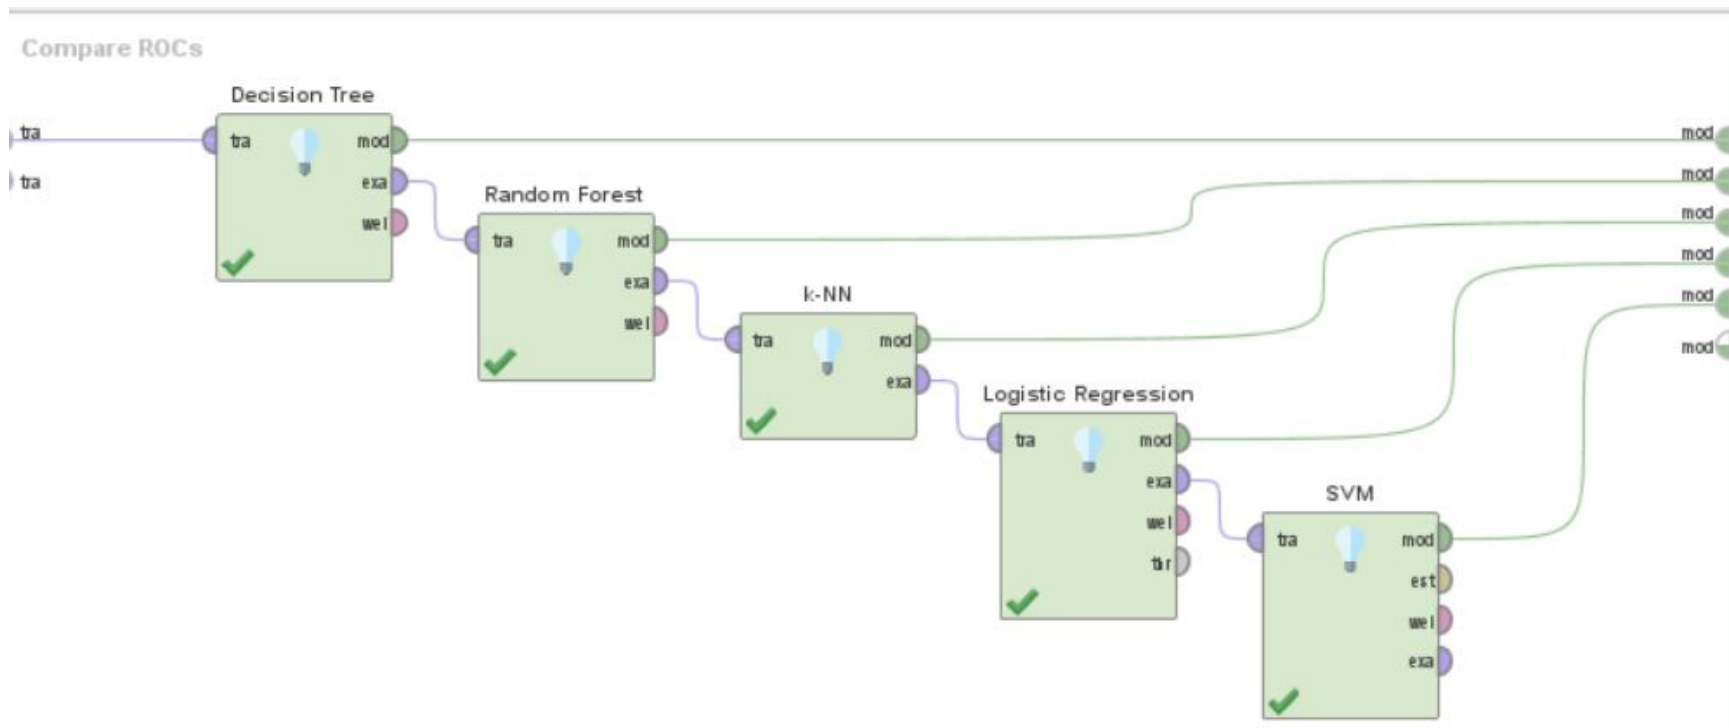 Compare ROCs
Decision Tree
tra
tra
mod
mod
tra
exa
mod
wei
Random Forest
tra
mod
mod
exa
mod
wei
k-NN
mod
tra
mod
mod
exa
Logistic Regression
tra
mod
exa
wei
thr
SVM
tra
mod
est
wei
exa